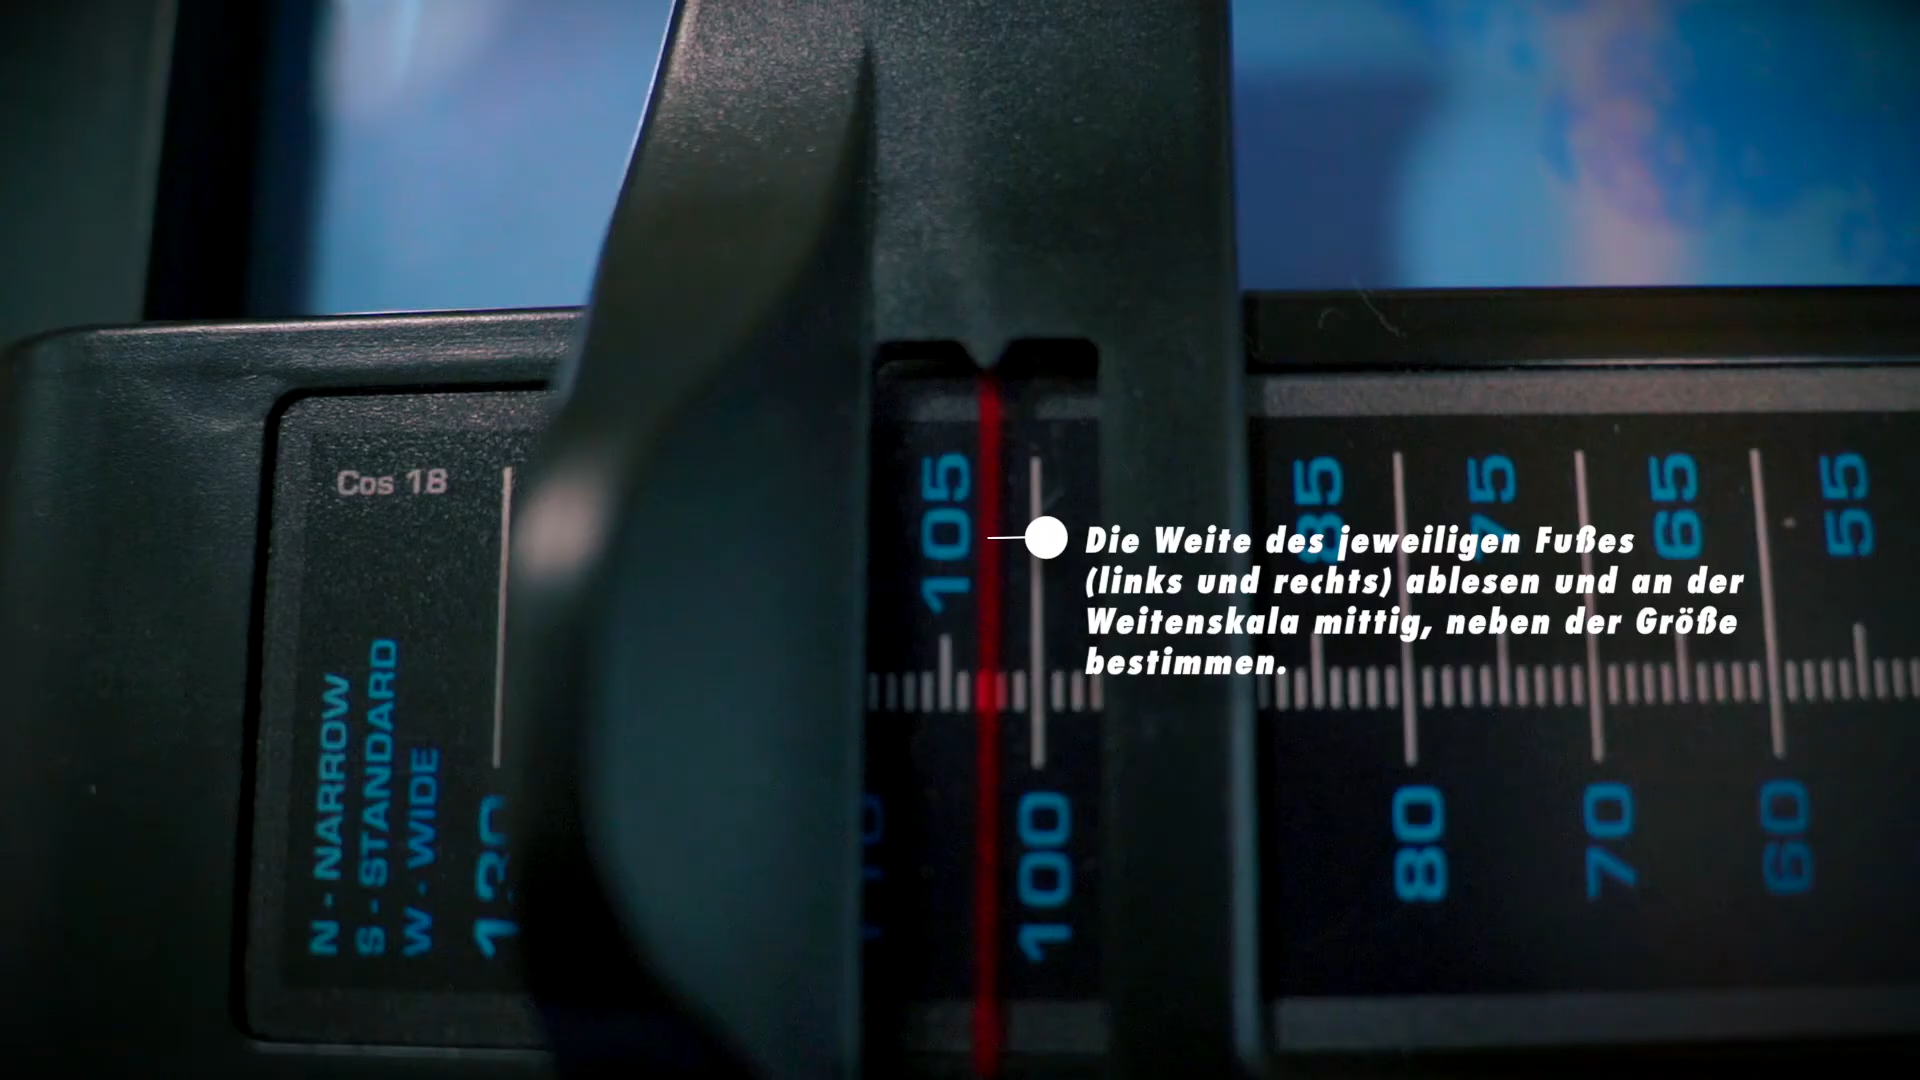 Cos 18
N - NARROW
S - STANDARD
W - WIDE
105
85
75
65
55
Die Weite des jeweiligen Fußes
(links und rechts) ablesen und an der
Weitenskala mittig, neben der Größe
bestimmen.
100
80
70
60